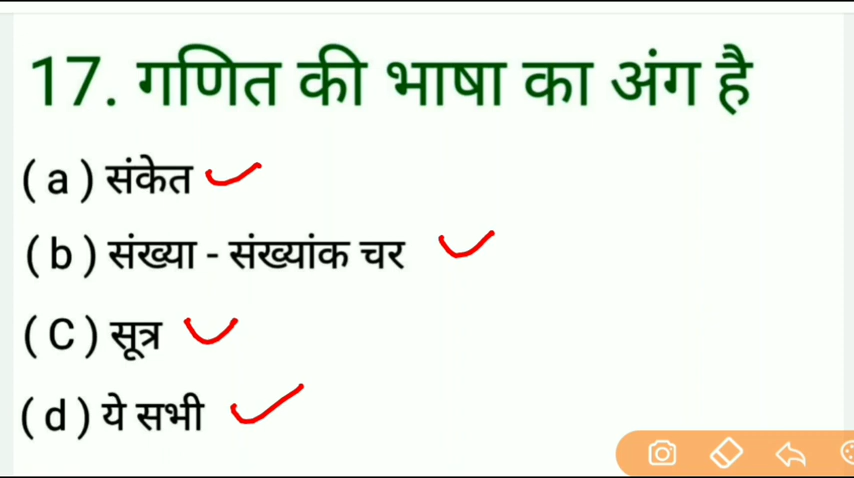 17. गणित की भाषा का अंग है
( a ) संकेत
( b ) संख्या - संख्यांक चर
( C ) सूत्र
( d ) ये सभी